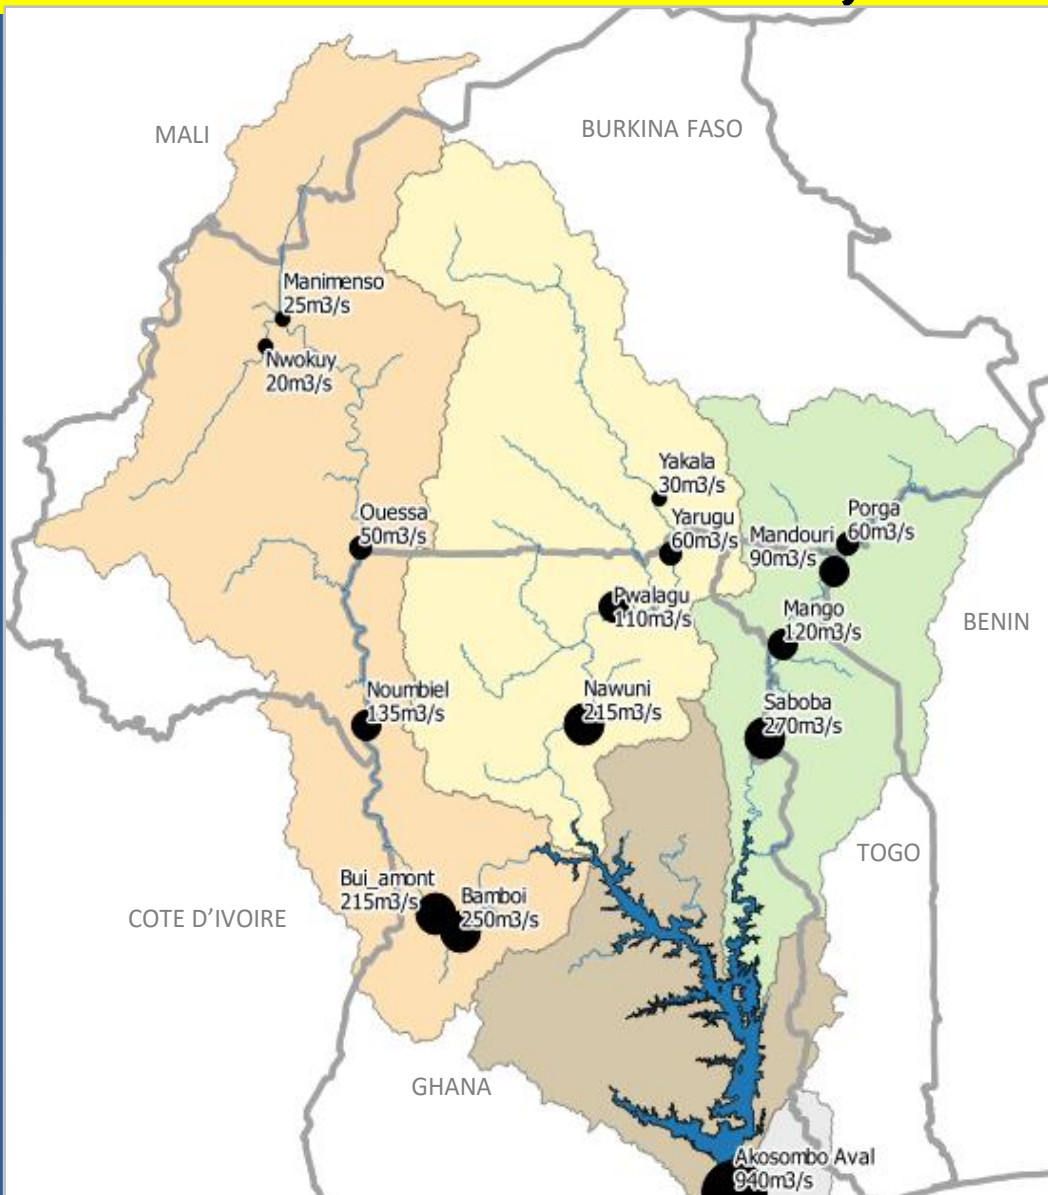 MALI
BURKINA FASO
Manimenso
25m3/s
Nwokuy
20m3/s
Yakala
30m3/s
Ouessa
50m3/s
Yarugu
60m3/s
Porga
60m3/s
Mandouri
90m3/s
Pwalagu
110m3/s
Mango
120m3/s
BENIN
Noumbiel
135m3/s
Nawuni
215m3/s
Saboba
270m3/s
TOGO
Bui_amont
215m3/s
Bamboi
250m3/s
COTE D’IVOIRE
GHANA
Akosombo Aval
940m3/s